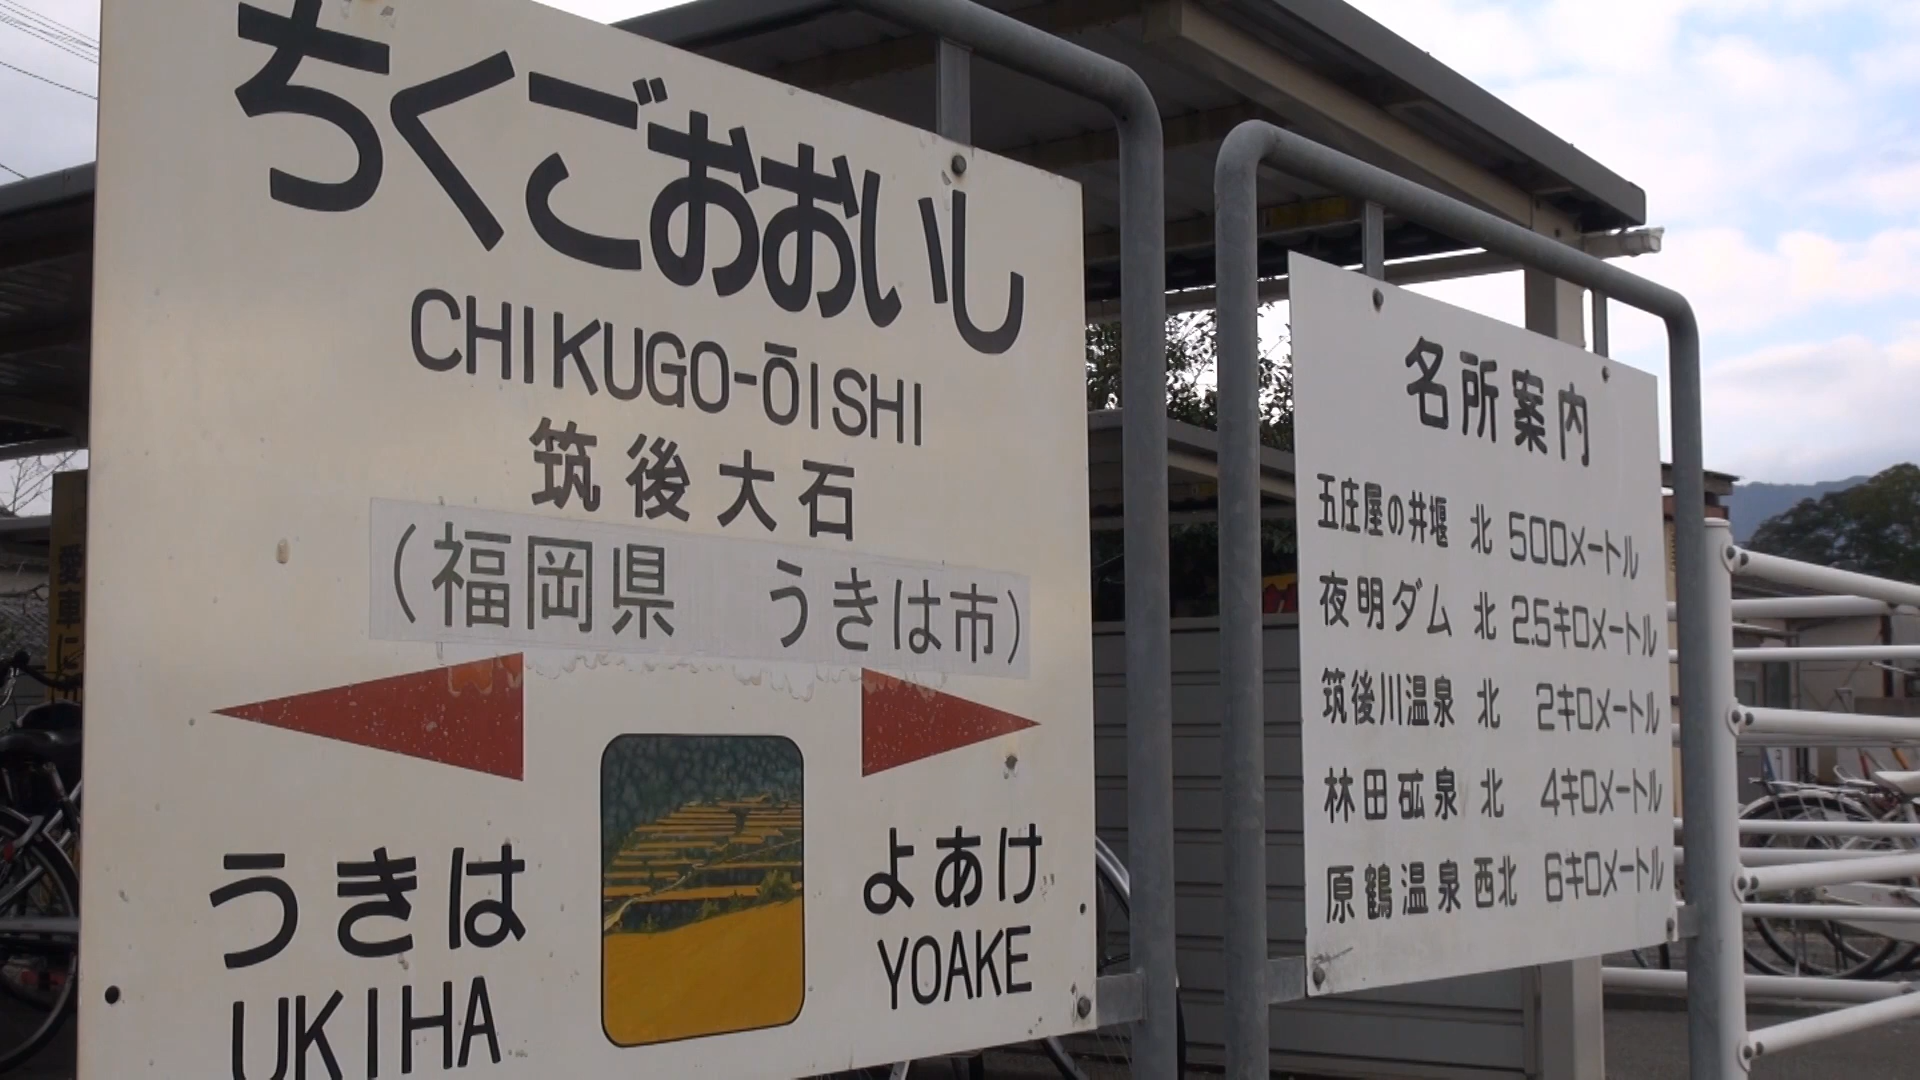 ちくごおおいし
CHIKUGO-ŌISHI
筑後大石
(福岡県 うきは市)
うきは
UKIHA
よあけ
YOAKE
名所案内
五庄屋の井堰 北 500メートル
夜明ダム 北 2.5キロメートル
筑後川温泉 北 2キロメートル
林田砿泉 北 4キロメートル
原鶴温泉 西北 6キロメートル
愛車に